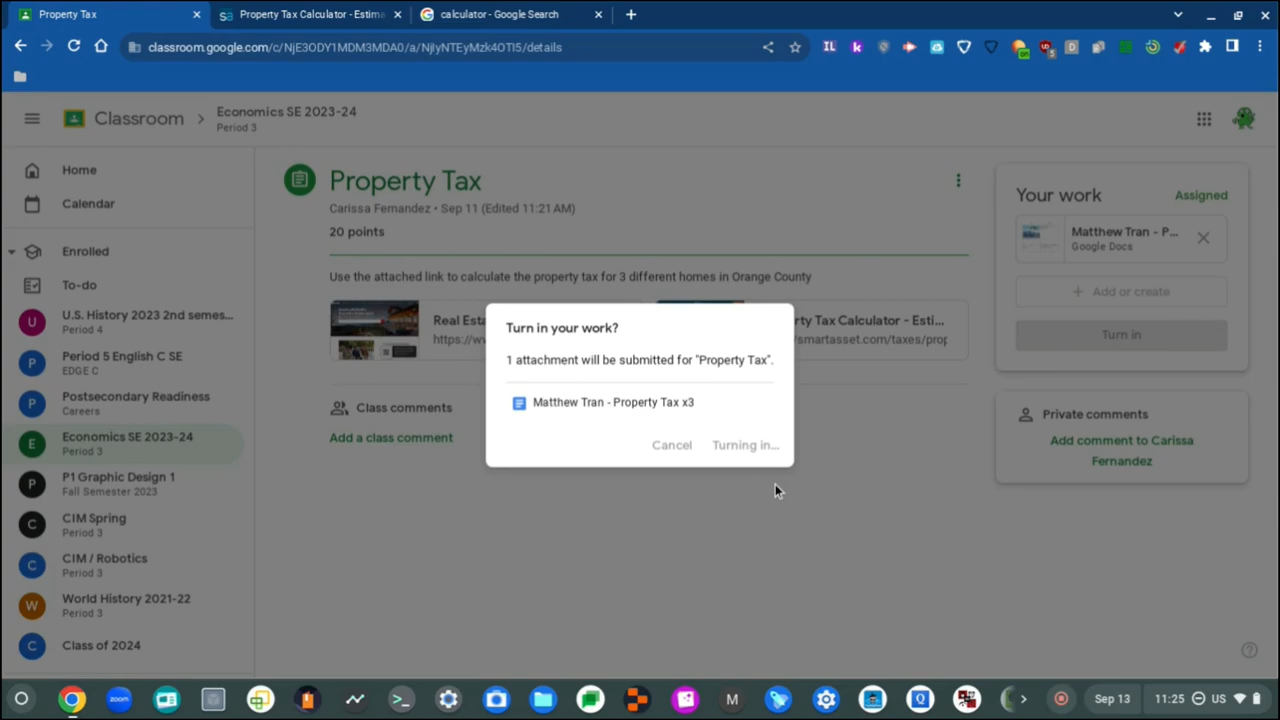 Property Tax
Property Tax Calculator - Estima
calculator - Google Search
classroom.google.com/c/NjE3ODY1MDM3MDA0/a/NjIyNTEyMzk4OTI5/details
Classroom
Economics SE 2023-24
Period 3
Home
Calendar
Enrolled
To-do
U
U.S. History 2023 2nd semes...
Period 4
P
Period 5 English C SE
EDGE C
P
Postsecondary Readiness
Careers
E
Economics SE 2023-24
Period 3
P
P1 Graphic Design 1
Fall Semester 2023
C
CIM Spring
Period 3
C
CIM / Robotics
Period 3
W
World History 2021-22
Period 3
C
Class of 2024
Property Tax
Carissa Fernandez • Sep 11 (Edited 11:21 AM)
20 points
Use the attached link to calculate the property tax for 3 different homes in Orange County
Real Esta
https://ww
rty Tax Calculator - Esti...
/smartasset.com/taxes/prop
Class comments
Add a class comment
Turn in your work?
1 attachment will be submitted for "Property Tax".
Matthew Tran - Property Tax x3
Cancel
Turning in...
Your work
Assigned
Matthew Tran - P...
Google Docs
+ Add or create
Turn in
Private comments
Add comment to Carissa
Fernandez
zoom
M
Q
Sep 13
11:25
US